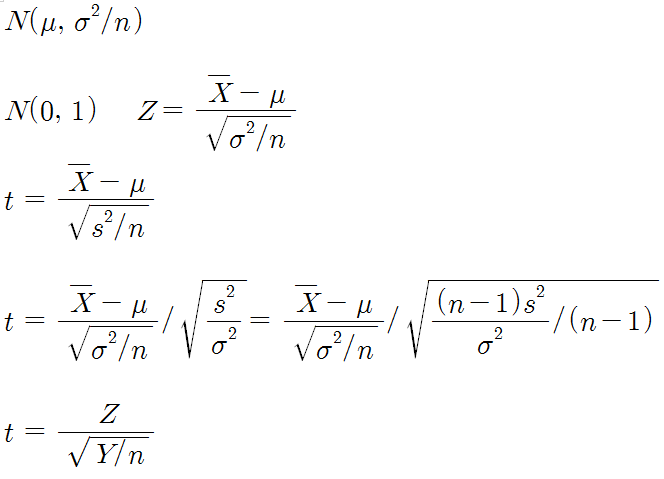 N(μ, σ²/n)
N(0, 1) Z = (X̄ − μ) / √(σ²/n)
t = (X̄ − μ) / √(s²/n)
t = (X̄ − μ) / √(σ²/n) / √(s²/σ²) = (X̄ − μ) / √(σ²/n) / √((n−1)s²/σ² /(n−1))
t = Z / √(Y/n)